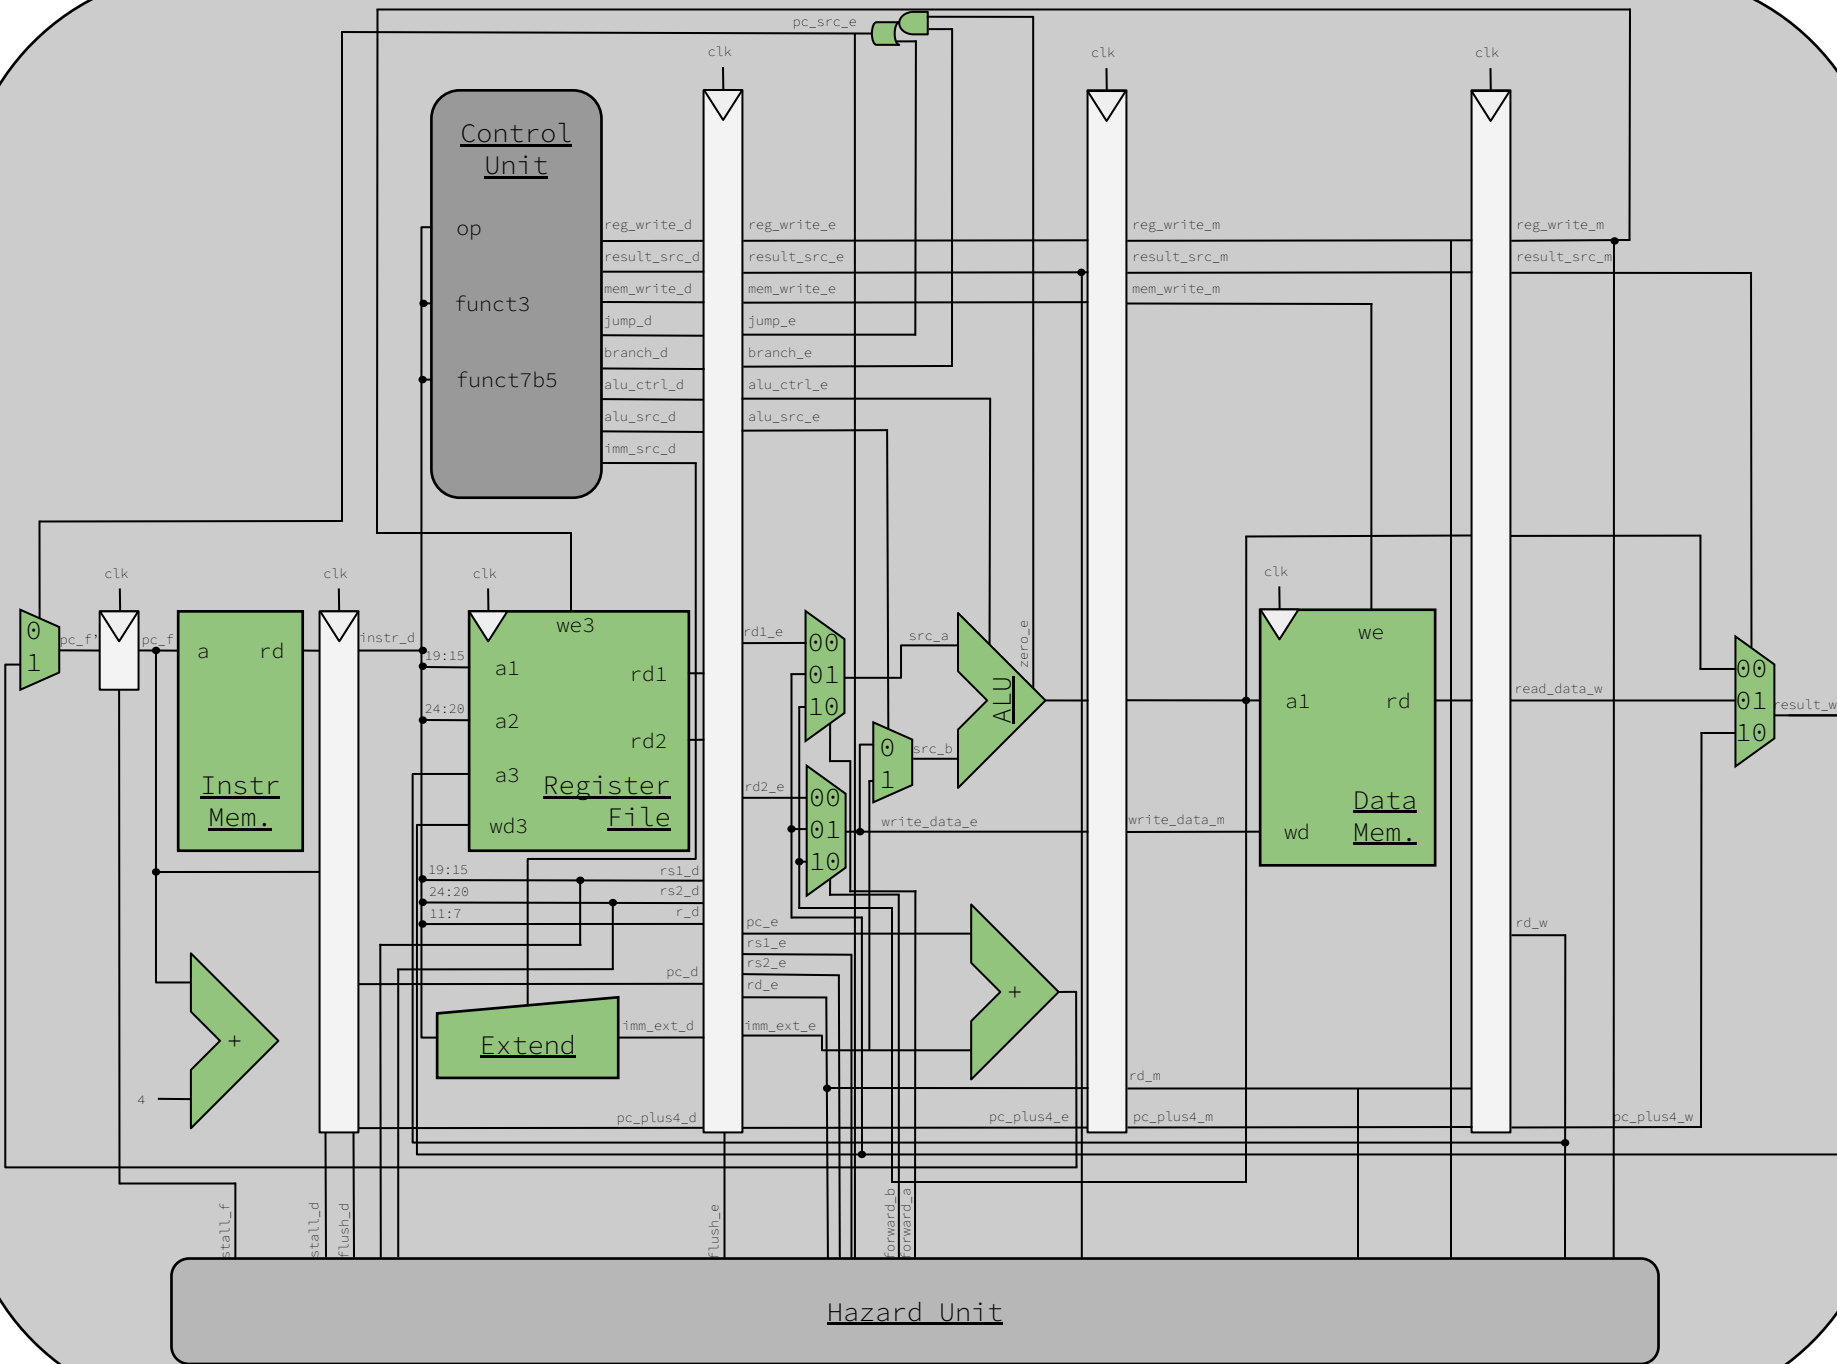 pc_src_e
clk
clk
clk
Control
Unit
op
funct3
funct7b5
reg_write_d
result_src_d
mem_write_d
jump_d
branch_d
alu_ctrl_d
alu_src_d
imm_src_d
reg_write_e
result_src_e
mem_write_e
jump_e
branch_e
alu_ctrl_e
alu_src_e
reg_write_m
result_src_m
mem_write_m
reg_write_m
result_src_m
clk
clk
clk
clk
0
1
pc_f'
pc_f
a
rd
Instr
Mem.
instr_d
19:15
24:20
we3
a1
a2
a3
wd3
rd1
rd2
Register
File
rd1_e
00
01
10
rd2_e
00
01
10
src_a
0
1
src_b
ALU
zero_e
write_data_e
write_data_m
we
a1
rd
wd
Data
Mem.
read_data_w
00
01
10
result_w
19:15
24:20
11:7
rs1_d
rs2_d
r_d
pc_d
pc_e
rs1_e
rs2_e
rd_e
imm_ext_d
imm_ext_e
Extend
+
4
+
rd_m
rd_w
pc_plus4_d
pc_plus4_e
pc_plus4_m
pc_plus4_w
stall_f
stall_d
flush_d
flush_e
forward_b
forward_a
Hazard Unit